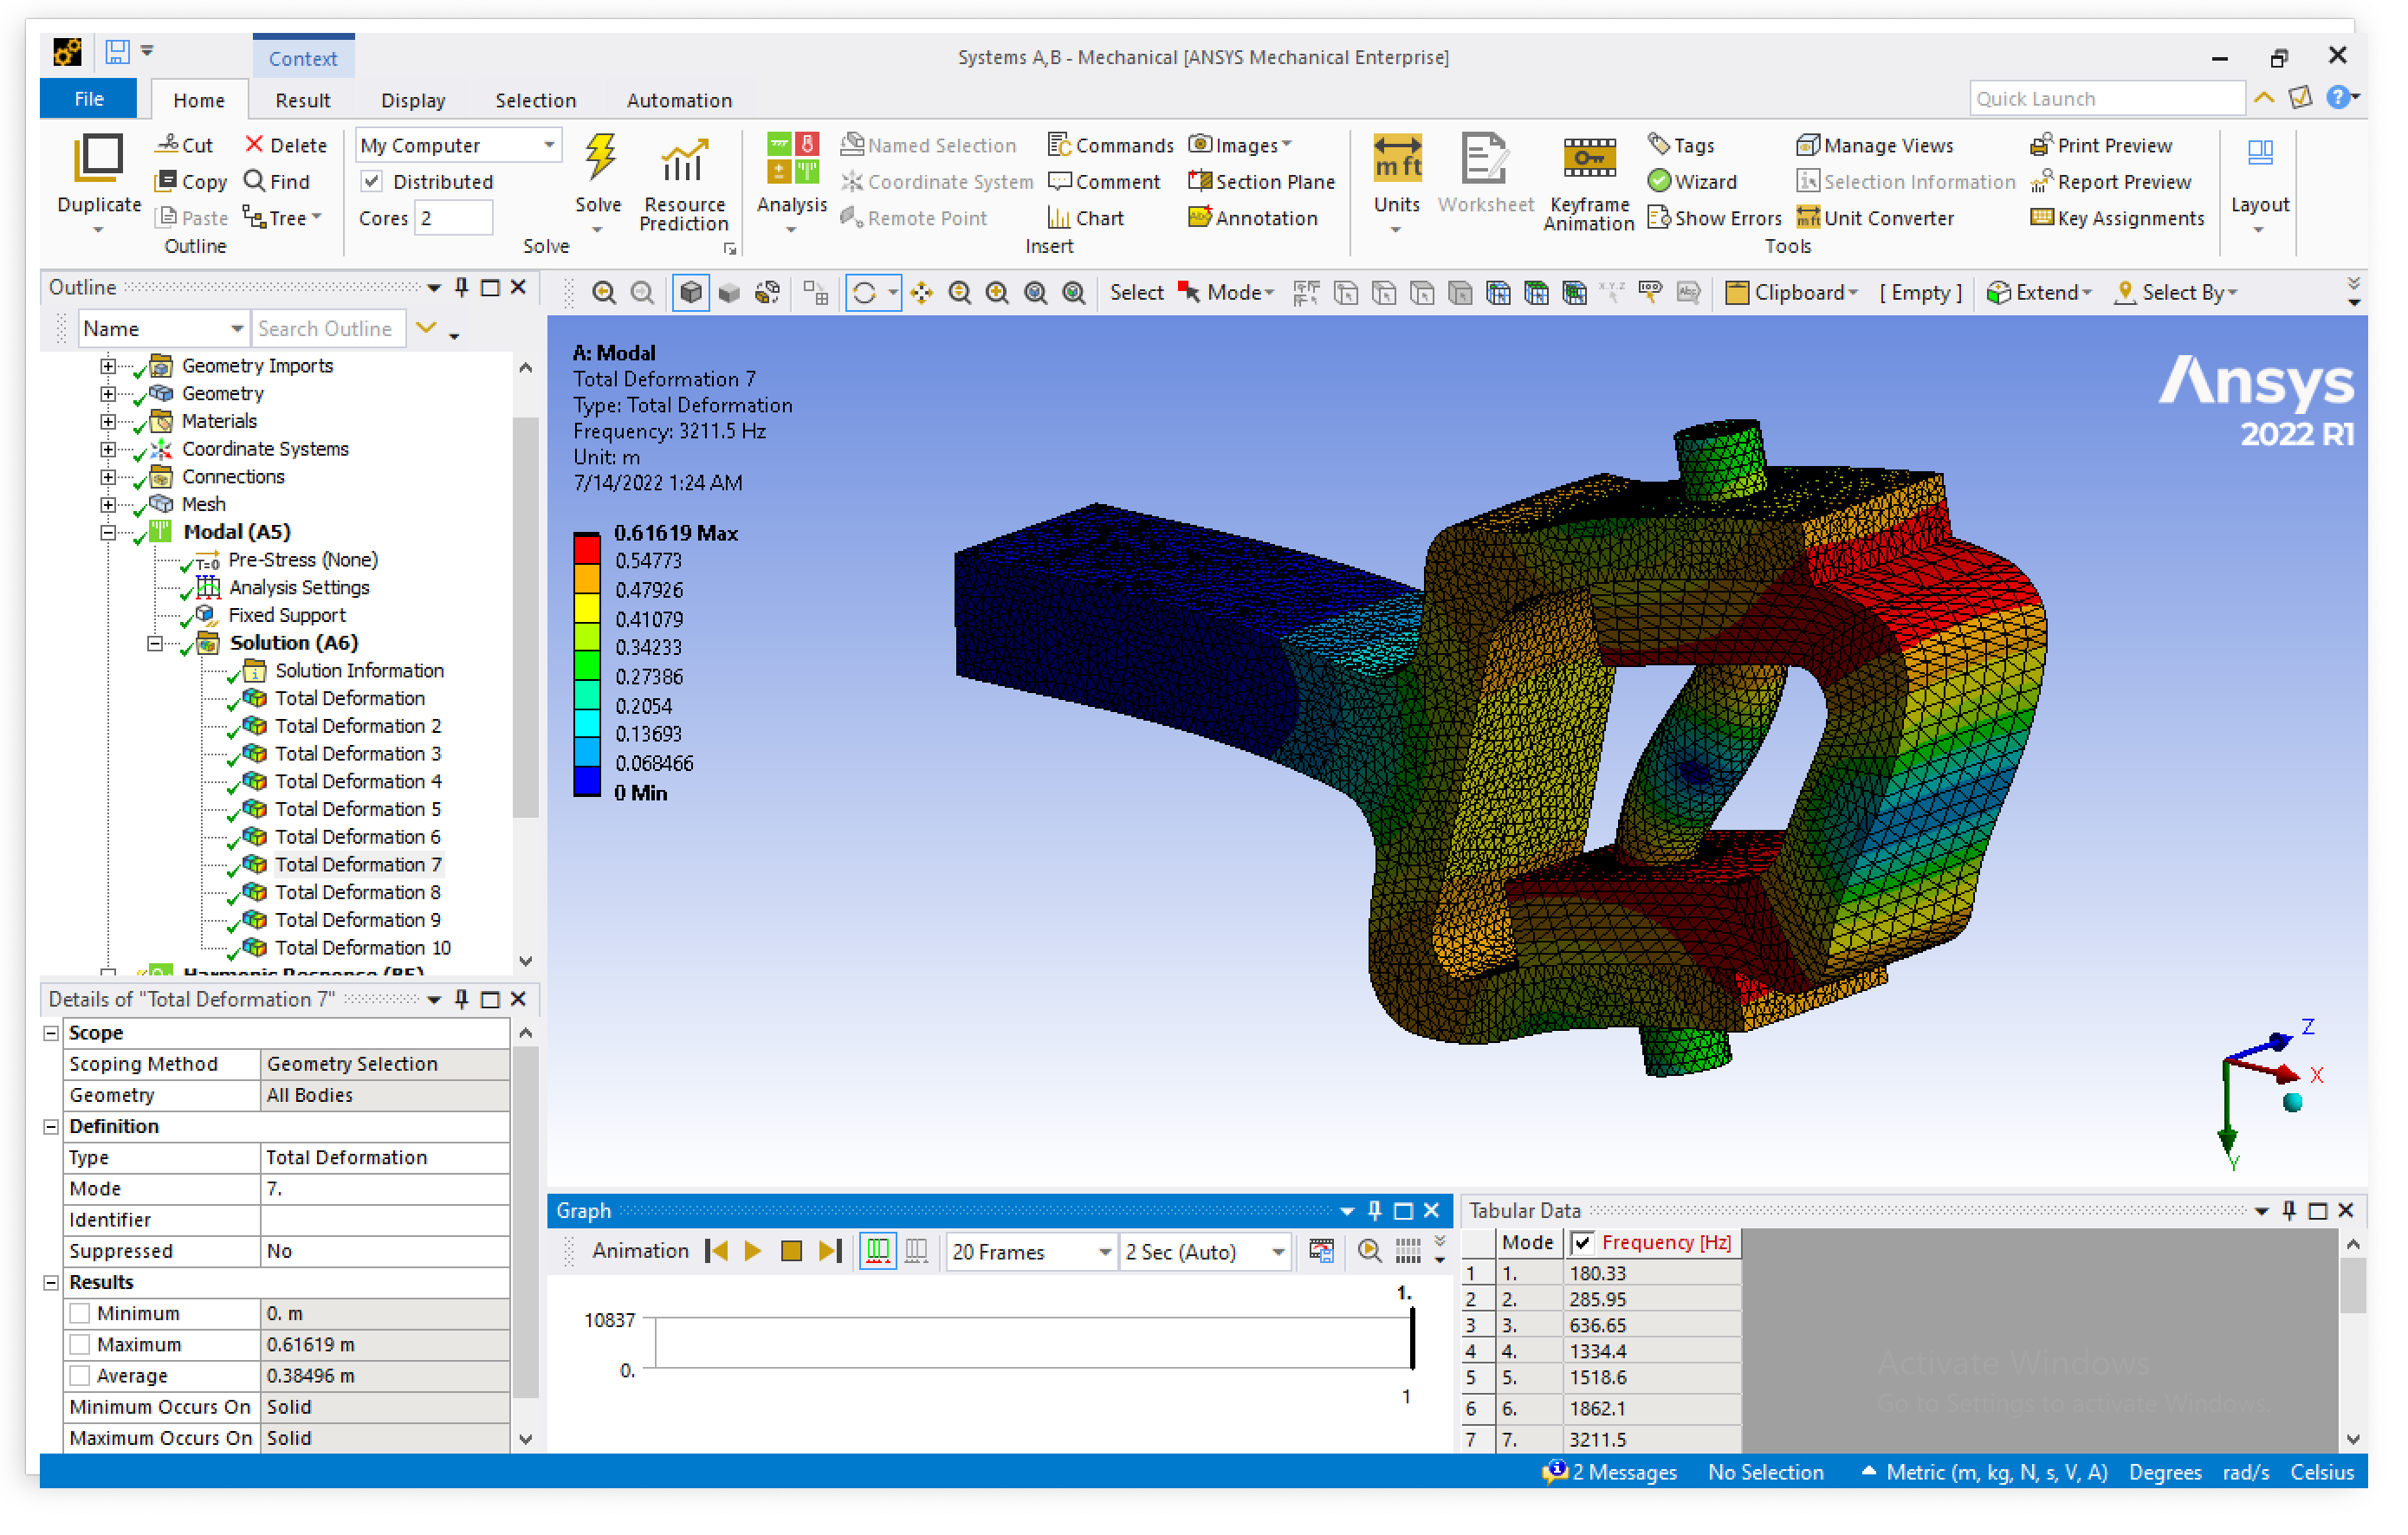 Context
Systems A,B - Mechanical [ANSYS Mechanical Enterprise]
File Home Result Display Selection Automation
Quick Launch
Duplicate
Cut Delete
Copy Find
Paste Tree
Outline
My Computer
Distributed
Cores 2
Solve
Resource Prediction
Solve
Analysis
Named Selection
Coordinate System
Remote Point
Commands
Comment
Chart
Images
Section Plane
Annotation
Insert
m ft
Units
Worksheet
Keyframe Animation
Tags
Wizard
Show Errors
Manage Views
Selection Information
Unit Converter
Print Preview
Report Preview
Key Assignments
Tools
Layout
Outline
Name Search Outline
Select Mode Clipboard [ Empty ] Extend Select By
Geometry Imports
Geometry
Materials
Coordinate Systems
Connections
Mesh
Modal (A5)
T=0 Pre-Stress (None)
Analysis Settings
Fixed Support
Solution (A6)
Solution Information
Total Deformation
Total Deformation 2
Total Deformation 3
Total Deformation 4
Total Deformation 5
Total Deformation 6
Total Deformation 7
Total Deformation 8
Total Deformation 9
Total Deformation 10
A: Modal
Total Deformation 7
Type: Total Deformation
Frequency: 3211.5 Hz
Unit: m
7/14/2022 1:24 AM
0.61619 Max
0.54773
0.47926
0.41079
0.34233
0.27386
0.2054
0.13693
0.068466
0 Min
Ansys
2022 R1
Z
X
Y
Details of "Total Deformation 7"
Scope
Scoping Method Geometry Selection
Geometry All Bodies
Definition
Type Total Deformation
Mode 7.
Identifier
Suppressed No
Results
Minimum 0. m
Maximum 0.61619 m
Average 0.38496 m
Minimum Occurs On Solid
Maximum Occurs On Solid
Graph
Animation 20 Frames 2 Sec (Auto)
1.
10837
0.
1
Tabular Data
Mode Frequency [Hz]
1 1. 180.33
2 2. 285.95
3 3. 636.65
4 4. 1334.4
5 5. 1518.6
6 6. 1862.1
7 7. 3211.5
Activate Windows
Go to Settings to activate Windows.
2 Messages No Selection Metric (m, kg, N, s, V, A) Degrees rad/s Celsius